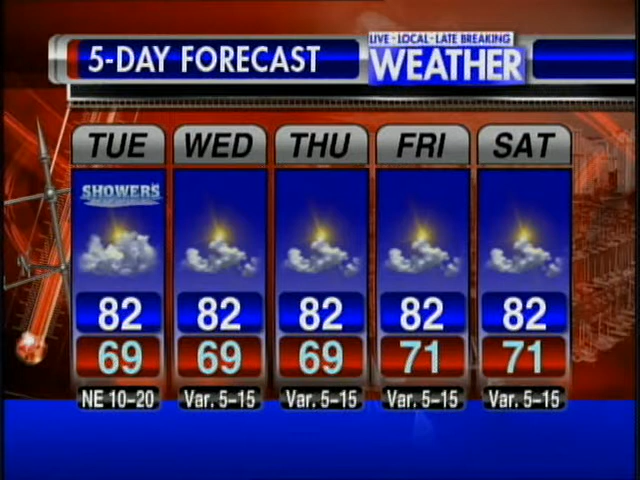 LIVE - LOCAL - LATE BREAKING
5-DAY FORECAST
WEATHER
TUE WED THU FRI SAT
SHOWERS
82 82 82 82 82
69 69 69 71 71
NE 10-20 Var. 5-15 Var. 5-15 Var. 5-15 Var. 5-15